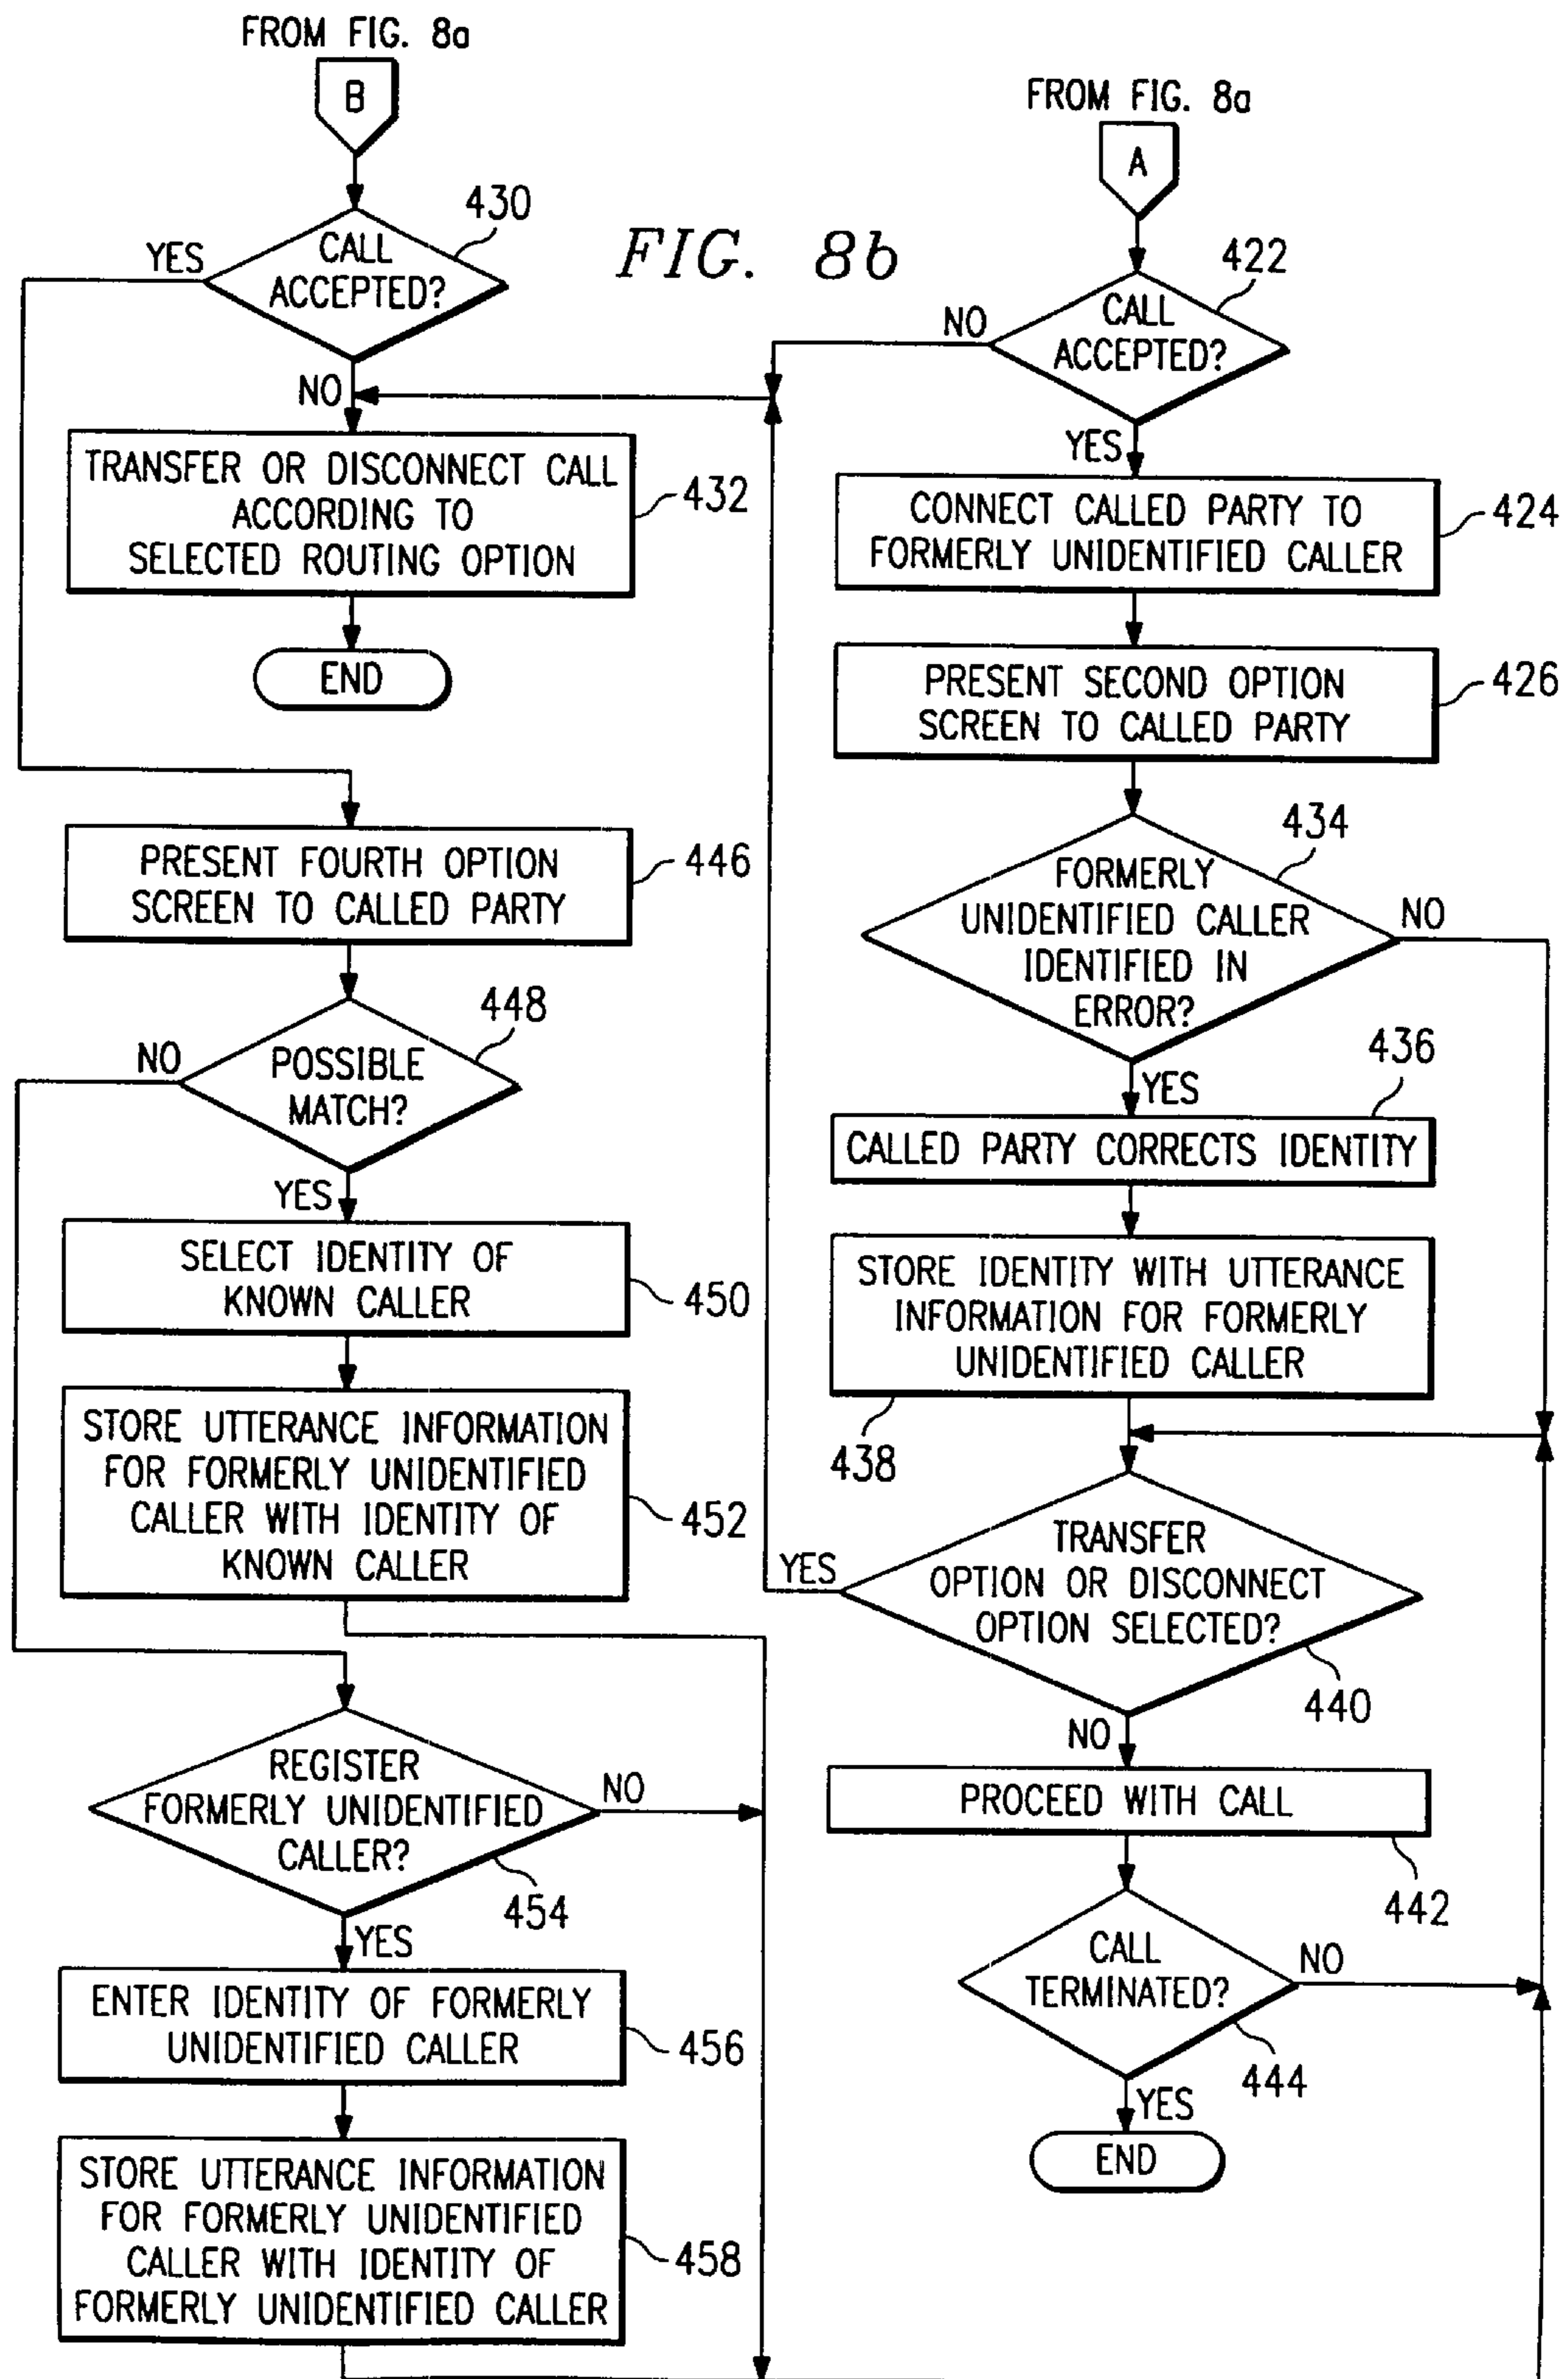 FROM FIG. 8a
B
430
YES
CALL
ACCEPTED?
NO
TRANSFER OR DISCONNECT CALL
ACCORDING TO
SELECTED ROUTING OPTION
432
END
PRESENT FOURTH OPTION
SCREEN TO CALLED PARTY
446
448
NO
POSSIBLE
MATCH?
YES
SELECT IDENTITY OF
KNOWN CALLER
450
STORE UTTERANCE INFORMATION
FOR FORMERLY UNIDENTIFIED
CALLER WITH IDENTITY OF
KNOWN CALLER
452
REGISTER
FORMERLY UNIDENTIFIED
CALLER?
NO
454
YES
ENTER IDENTITY OF FORMERLY
UNIDENTIFIED CALLER
456
STORE UTTERANCE INFORMATION
FOR FORMERLY UNIDENTIFIED
CALLER WITH IDENTITY OF
FORMERLY UNIDENTIFIED CALLER
458
FIG. 8b
FROM FIG. 8a
A
422
NO
CALL
ACCEPTED?
YES
CONNECT CALLED PARTY TO
FORMERLY UNIDENTIFIED CALLER
424
PRESENT SECOND OPTION
SCREEN TO CALLED PARTY
426
434
FORMERLY
UNIDENTIFIED CALLER
IDENTIFIED IN
ERROR?
NO
YES
436
CALLED PARTY CORRECTS IDENTITY
STORE IDENTITY WITH UTTERANCE
INFORMATION FOR FORMERLY
UNIDENTIFIED CALLER
438
TRANSFER
OPTION OR DISCONNECT
OPTION SELECTED?
YES
440
NO
PROCEED WITH CALL
442
CALL
TERMINATED?
NO
444
YES
END